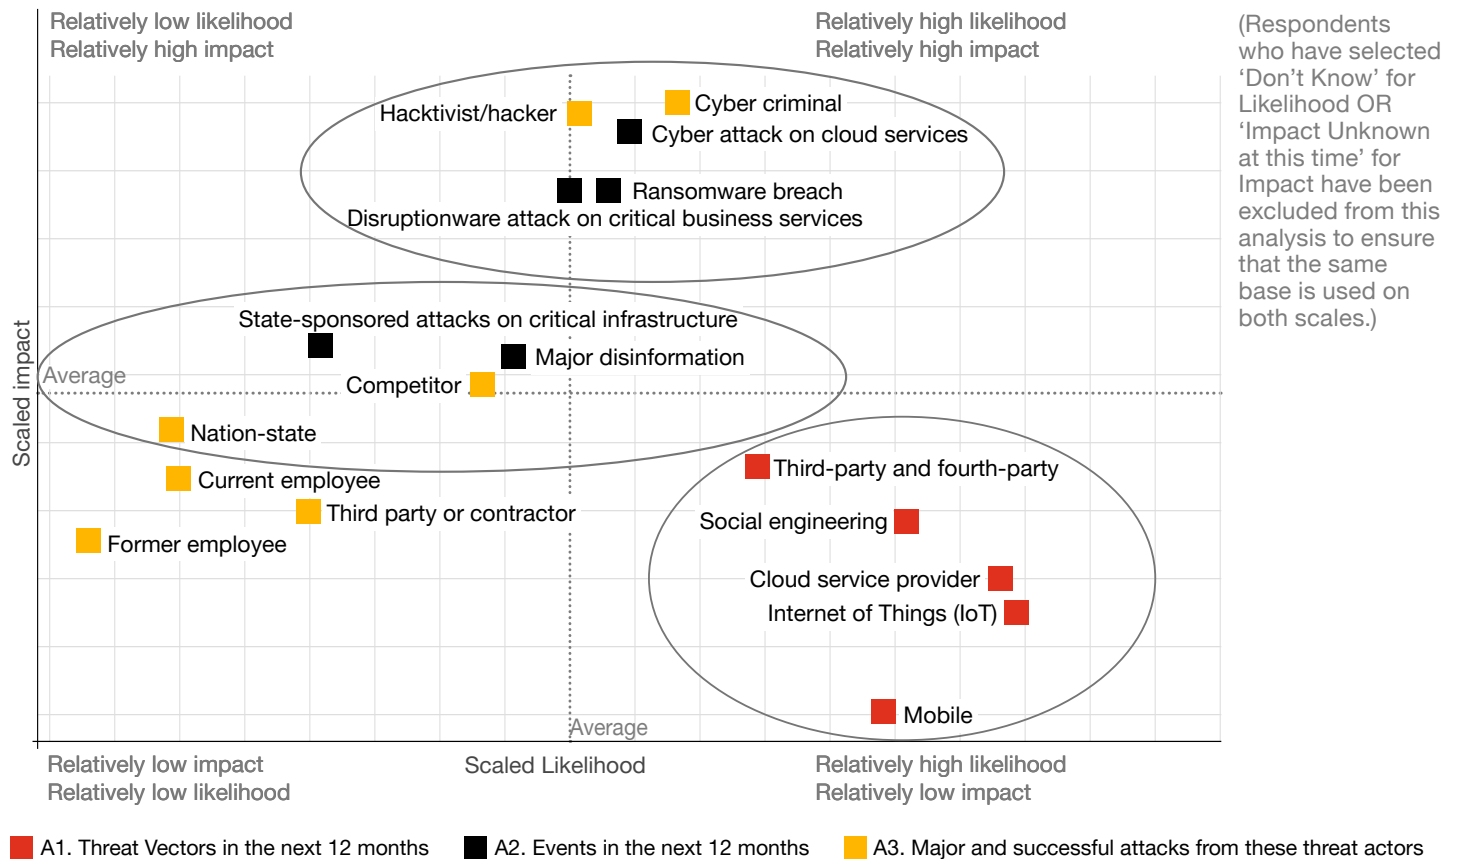 Relatively low likelihood
Relatively high impact
Relatively high likelihood
Relatively high impact
(Respondents
who have selected
‘Don’t Know’ for
Likelihood OR
‘Impact Unknown
at this time’ for
Impact have been
excluded from this
analysis to ensure
that the same
base is used on
both scales.)
Hacktivist/hacker
Cyber criminal
Cyber attack on cloud services
Ransomware breach
Disruptionware attack on critical business services
State-sponsored attacks on critical infrastructure
Major disinformation
Average
Competitor
Scaled impact
Nation-state
Current employee
Third party or contractor
Former employee
Third-party and fourth-party
Social engineering
Cloud service provider
Internet of Things (IoT)
Mobile
Average
Relatively low impact
Relatively low likelihood
Scaled Likelihood
Relatively high likelihood
Relatively low impact
A1. Threat Vectors in the next 12 months
A2. Events in the next 12 months
A3. Major and successful attacks from these threat actors